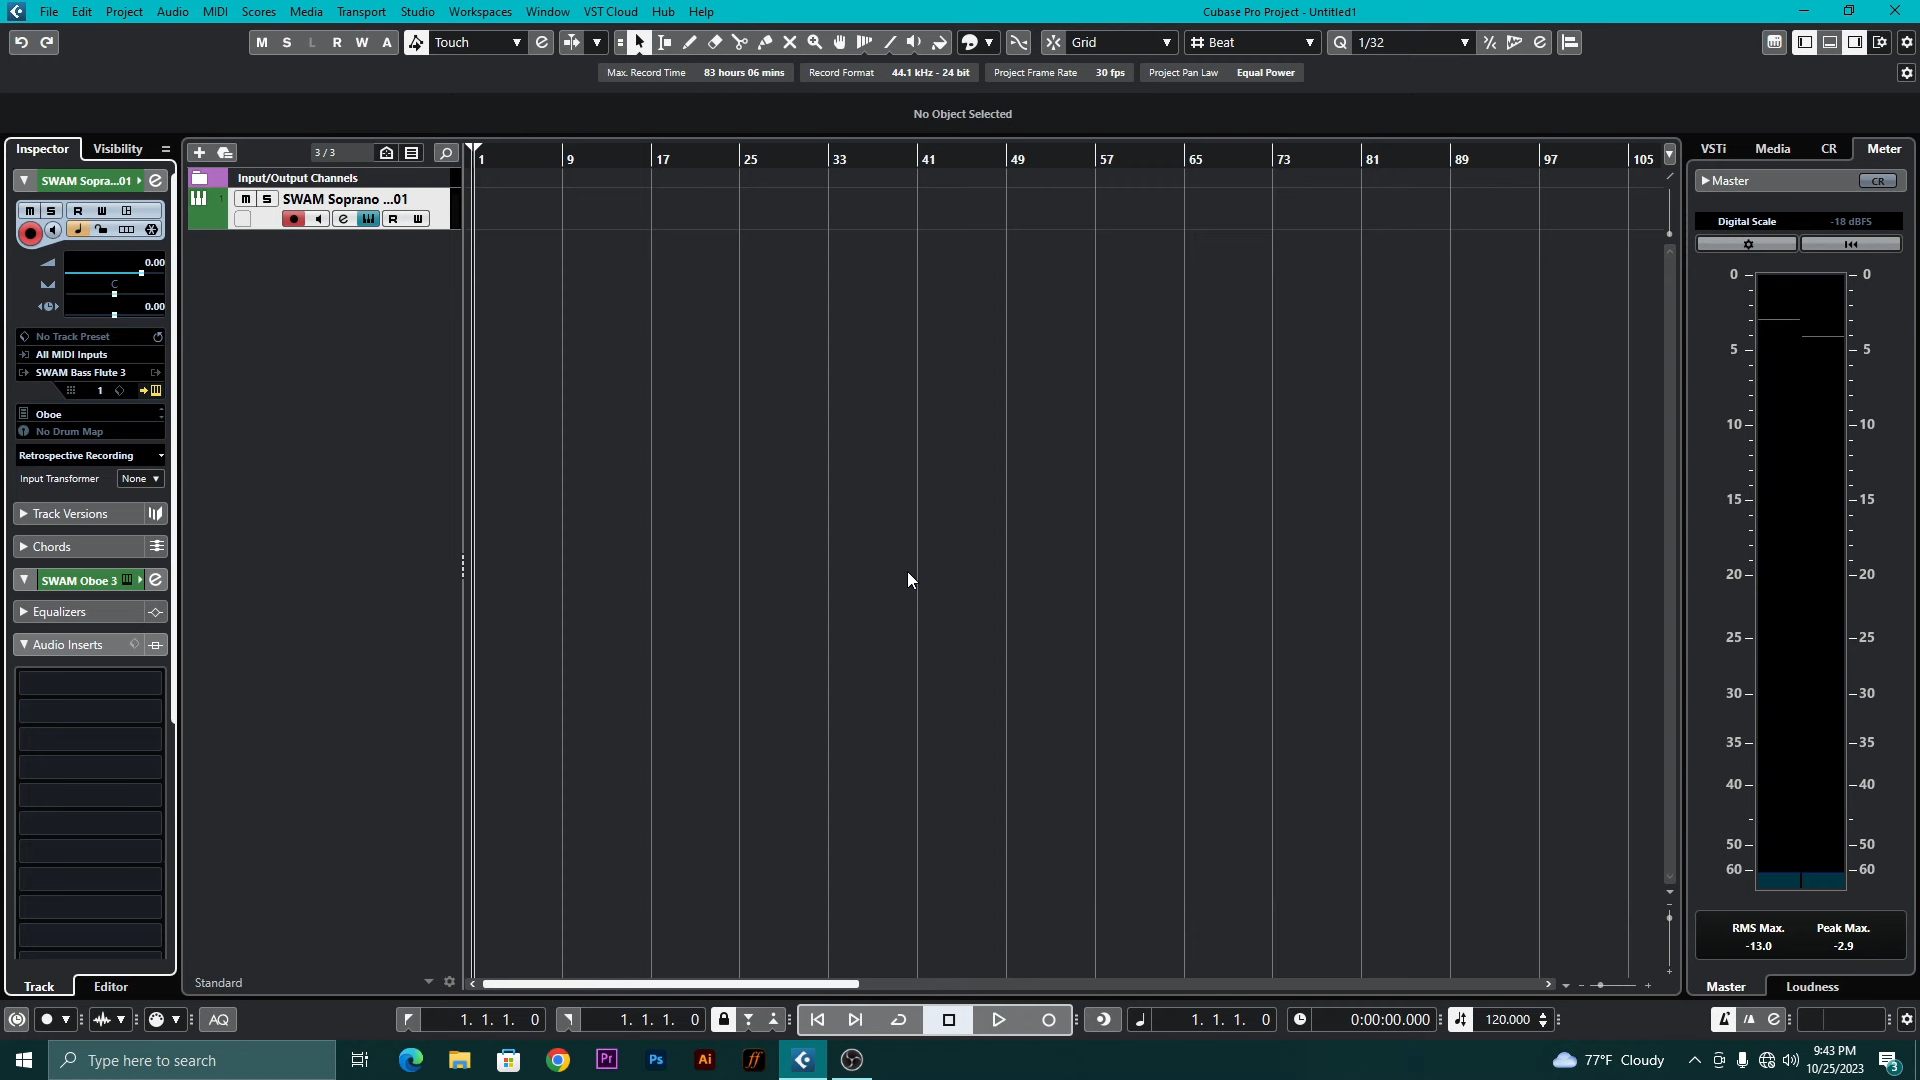 File Edit Project Audio MIDI Scores Media Transport Studio Workspaces Window VST Cloud Hub Help Cubase Pro Project - Untitled1
M S L R W A Touch Grid Beat Q 1/32
Max. Record Time 83 hours 06 mins Record Format 44.1 kHz - 24 bit Project Frame Rate 30 fps Project Pan Law Equal Power
No Object Selected
Inspector Visibility
SWAM Sopra...01
M S R W
0.00
C
0.00
No Track Preset
All MIDI Inputs
SWAM Bass Flute 3
1
Oboe
No Drum Map
Retrospective Recording
Input Transformer None
Track Versions
Chords
SWAM Oboe 3
Equalizers
Audio Inserts
Track Editor
3 / 3
Input/Output Channels
1 M S SWAM Soprano ...01
R W
Standard
1 9 17 25 33 41 49 57 65 73 81 89 97 105
VSTi Media CR Meter
Master CR
Digital Scale -18 dBFS
0 0
5 5
10 10
15 15
20 20
25 25
30 30
35 35
40 40
50 50
60 60
RMS Max. Peak Max.
-13.0 -2.9
Master Loudness
AQ 1. 1. 1. 0 1. 1. 1. 0 1. 1. 1. 0 0:00:00.000 120.000
Type here to search Pr Ps Ai ff 77°F Cloudy
9:43 PM
10/25/2023
3